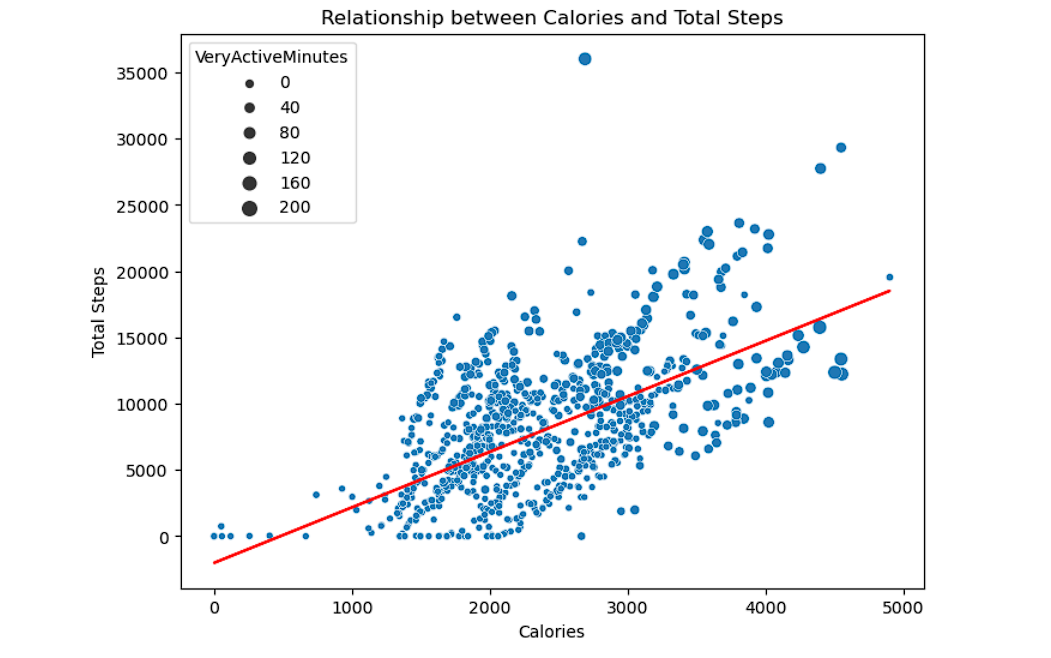 Relationship between Calories and Total Steps
VeryActiveMinutes
0
40
80
120
160
200
Total Steps
35000
30000
25000
20000
15000
10000
5000
0
0 1000 2000 3000 4000 5000
Calories